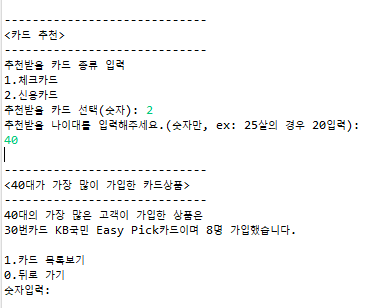 ------------------------------
<카드 추천>
------------------------------
추천받을 카드 종류 입력
1.체크카드
2.신용카드
추천받을 카드 선택(숫자): 2
추천받을 나이대를 입력해주세요.(숫자만, ex: 25살의 경우 20입력):
40
------------------------------
<40대가 가장 많이 가입한 카드상품>
------------------------------
40대의 가장 많은 고객이 가입한 상품은
30번카드 KB국민 Easy Pick카드이며 8명 가입했습니다.
1.카드 목록보기
0.뒤로 가기
숫자입력: